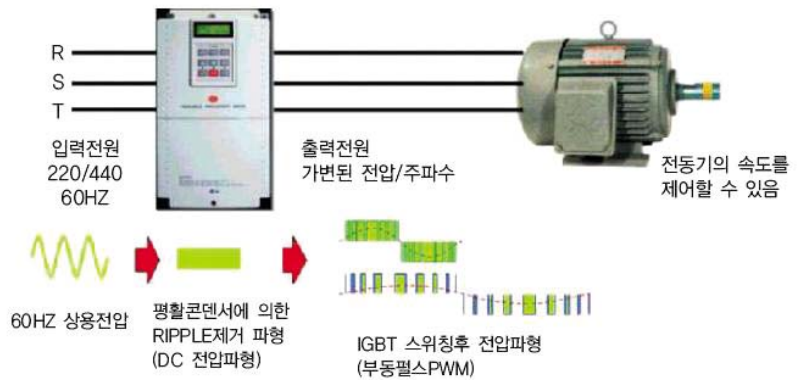 R
S
T
입력전원
220/440
60HZ
출력전원
가변된 전압/주파수
전동기의 속도를
제어할 수 있음
60HZ 상용전압
평활콘덴서에 의한
RIPPLE제거 파형
(DC 전압파형)
IGBT 스위칭후 전압파형
(부동펄스PWM)